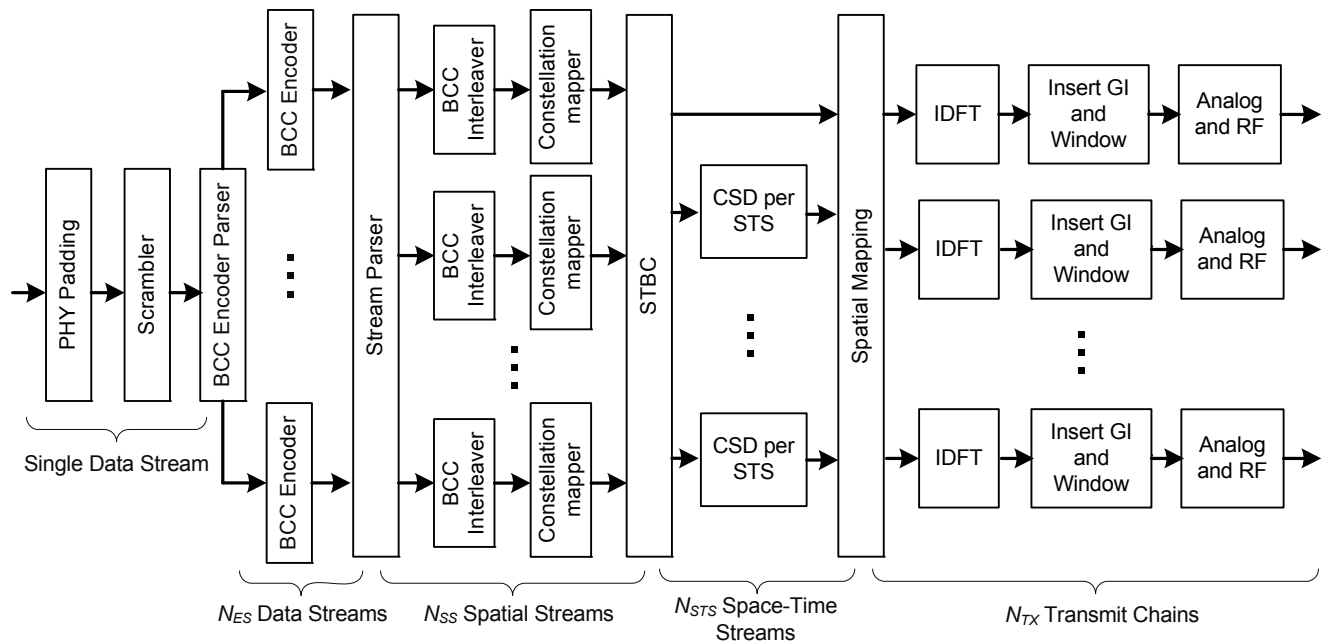 PHY Padding
Scrambler
BCC Encoder Parser
BCC Encoder
BCC Encoder
Stream Parser
BCC
Interleaver
Constellation
mapper
BCC
Interleaver
Constellation
mapper
BCC
Interleaver
Constellation
mapper
STBC
CSD per
STS
CSD per
STS
Spatial Mapping
IDFT
Insert GI
and
Window
Analog
and RF
IDFT
Insert GI
and
Window
Analog
and RF
IDFT
Insert GI
and
Window
Analog
and RF
Single Data Stream
NES Data Streams
NSS Spatial Streams
NSTS Space-Time
Streams
NTX Transmit Chains